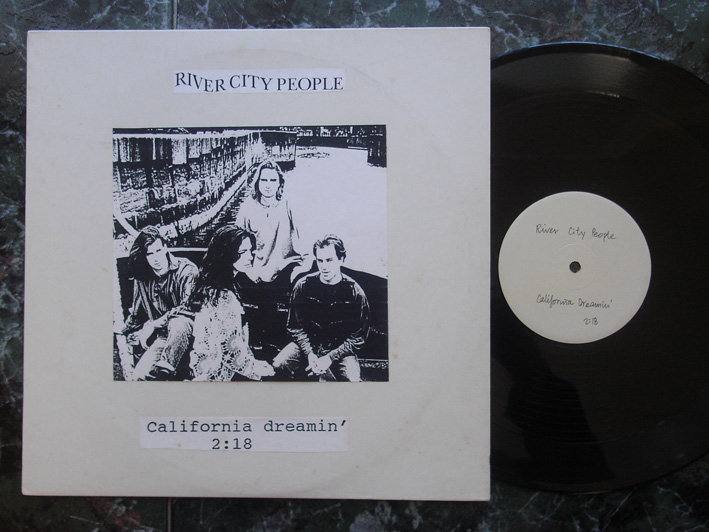 RIVER CITY PEOPLE
California dreamin'
2:18
River City People
California Dreamin'
2:18